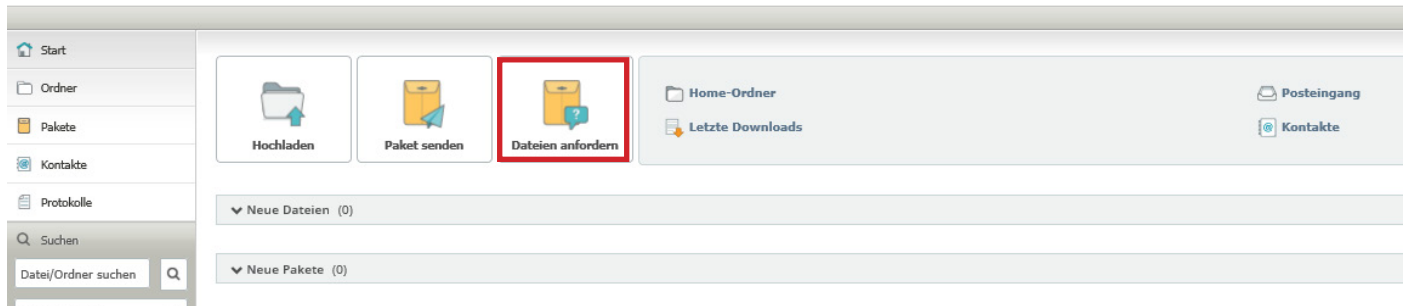 Start
Ordner
Pakete
Kontakte
Protokolle
Suchen
Datei/Ordner suchen
Hochladen
Paket senden
Dateien anfordern
Home-Ordner
Letzte Downloads
Posteingang
Kontakte
Neue Dateien (0)
Neue Pakete (0)